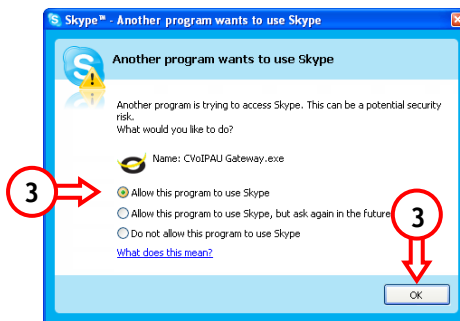 Skype™ - Another program wants to use Skype
Another program wants to use Skype
Another program is trying to access Skype. This can be a potential security
risk.
What would you like to do?
Name: CVoIPAU Gateway.exe
3
Allow this program to use Skype
Allow this program to use Skype, but ask again in the future
3
Do not allow this program to use Skype
What does this mean?
OK